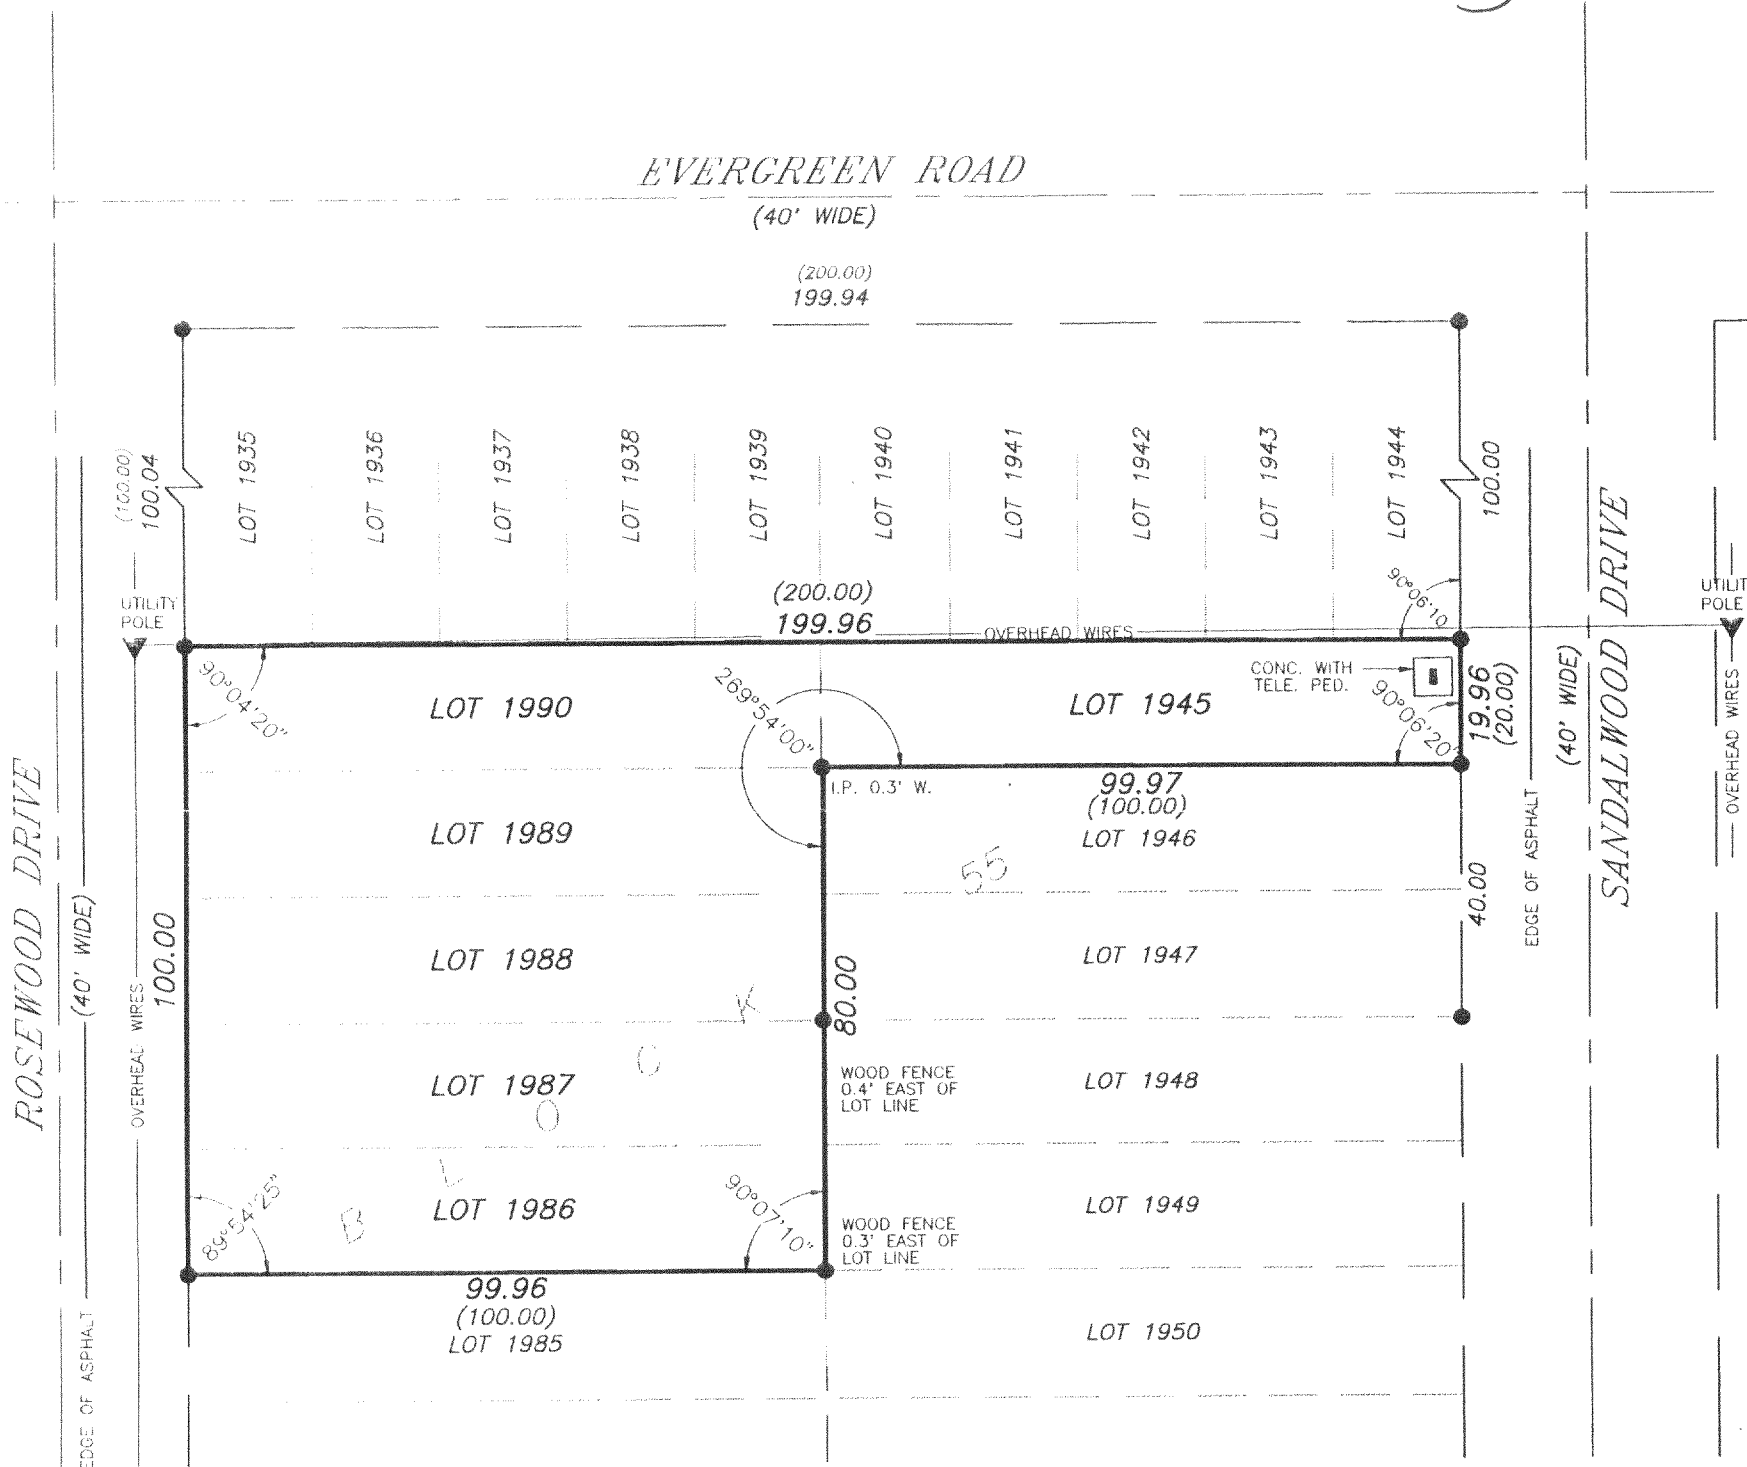 EVERGREEN ROAD
(40' WIDE)
(200.00)
199.94
(100.00)
100.04
LOT 1935
LOT 1936
LOT 1937
LOT 1938
LOT 1939
LOT 1940
LOT 1941
LOT 1942
LOT 1943
LOT 1944
100.00
UTILITY
POLE
(200.00)
199.96
OVERHEAD WIRES
90°06'10
UTILIT
POLE
90°04'20"
LOT 1990
269°54'00"
LOT 1945
CONC. WITH
TELE. PED.
90°06'20"
19.96
(20.00)
(40' WIDE)
SANDALWOOD DRIVE
OVERHEAD WIRES
I.P. 0.3' W.
99.97
(100.00)
LOT 1946
LOT 1989
55
40.00
EDGE OF ASPHALT
ROSEWOOD DRIVE
(40' WIDE)
OVERHEAD WIRES
100.00
LOT 1988
LOT 1947
80.00
LOT 1987
WOOD FENCE
0.4' EAST OF
LOT LINE
LOT 1948
BLOCK
89°54'25"
LOT 1986
90°07'10"
WOOD FENCE
0.3' EAST OF
LOT LINE
LOT 1949
99.96
(100.00)
LOT 1985
LOT 1950
EDGE OF ASPHALT